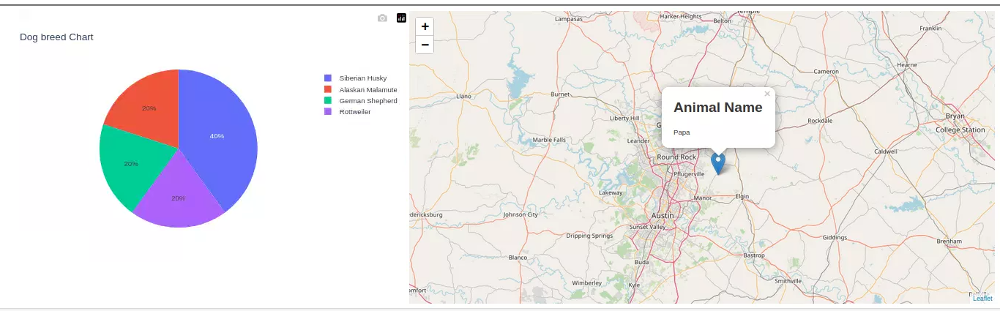 Dog breed Chart
Siberian Husky
Alaskan Malamute
German Shepherd
Rottweiler
20%
40%
20%
20%
+
−
Lampasas
Harker Heights
Temple
Belton
Franklin
Hearne
Cameron
Llano
Burnet
Bryan
College Station
Liberty Hill
Rockdale
Marble Falls
Leander
G
Animal Name
×
Papa
Caldwell
Round Rock
Pflugerville
Lakeway
Manor
Elgin
dericksburg
Johnson City
Austin
Sunset Valley
Dripping Springs
Giddings
Brenham
Blanco
Buda
Bastrop
Wimberley
Kyle
Smithville
omfort
Leaflet